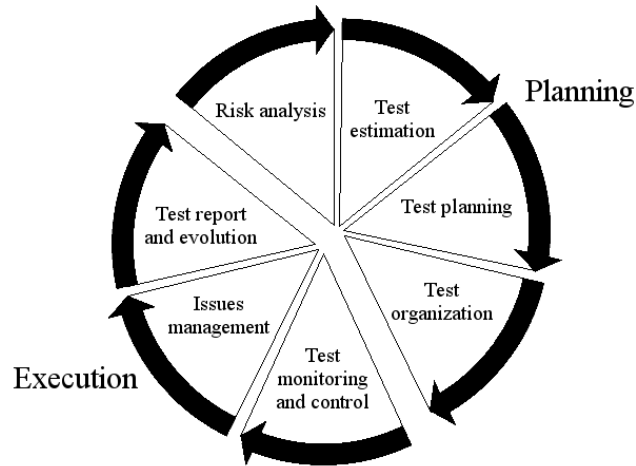 Risk analysis
Test
estimation
Planning
Test planning
Test
organization
Test
monitoring
and control
Execution
Issues
management
Test report
and evolution